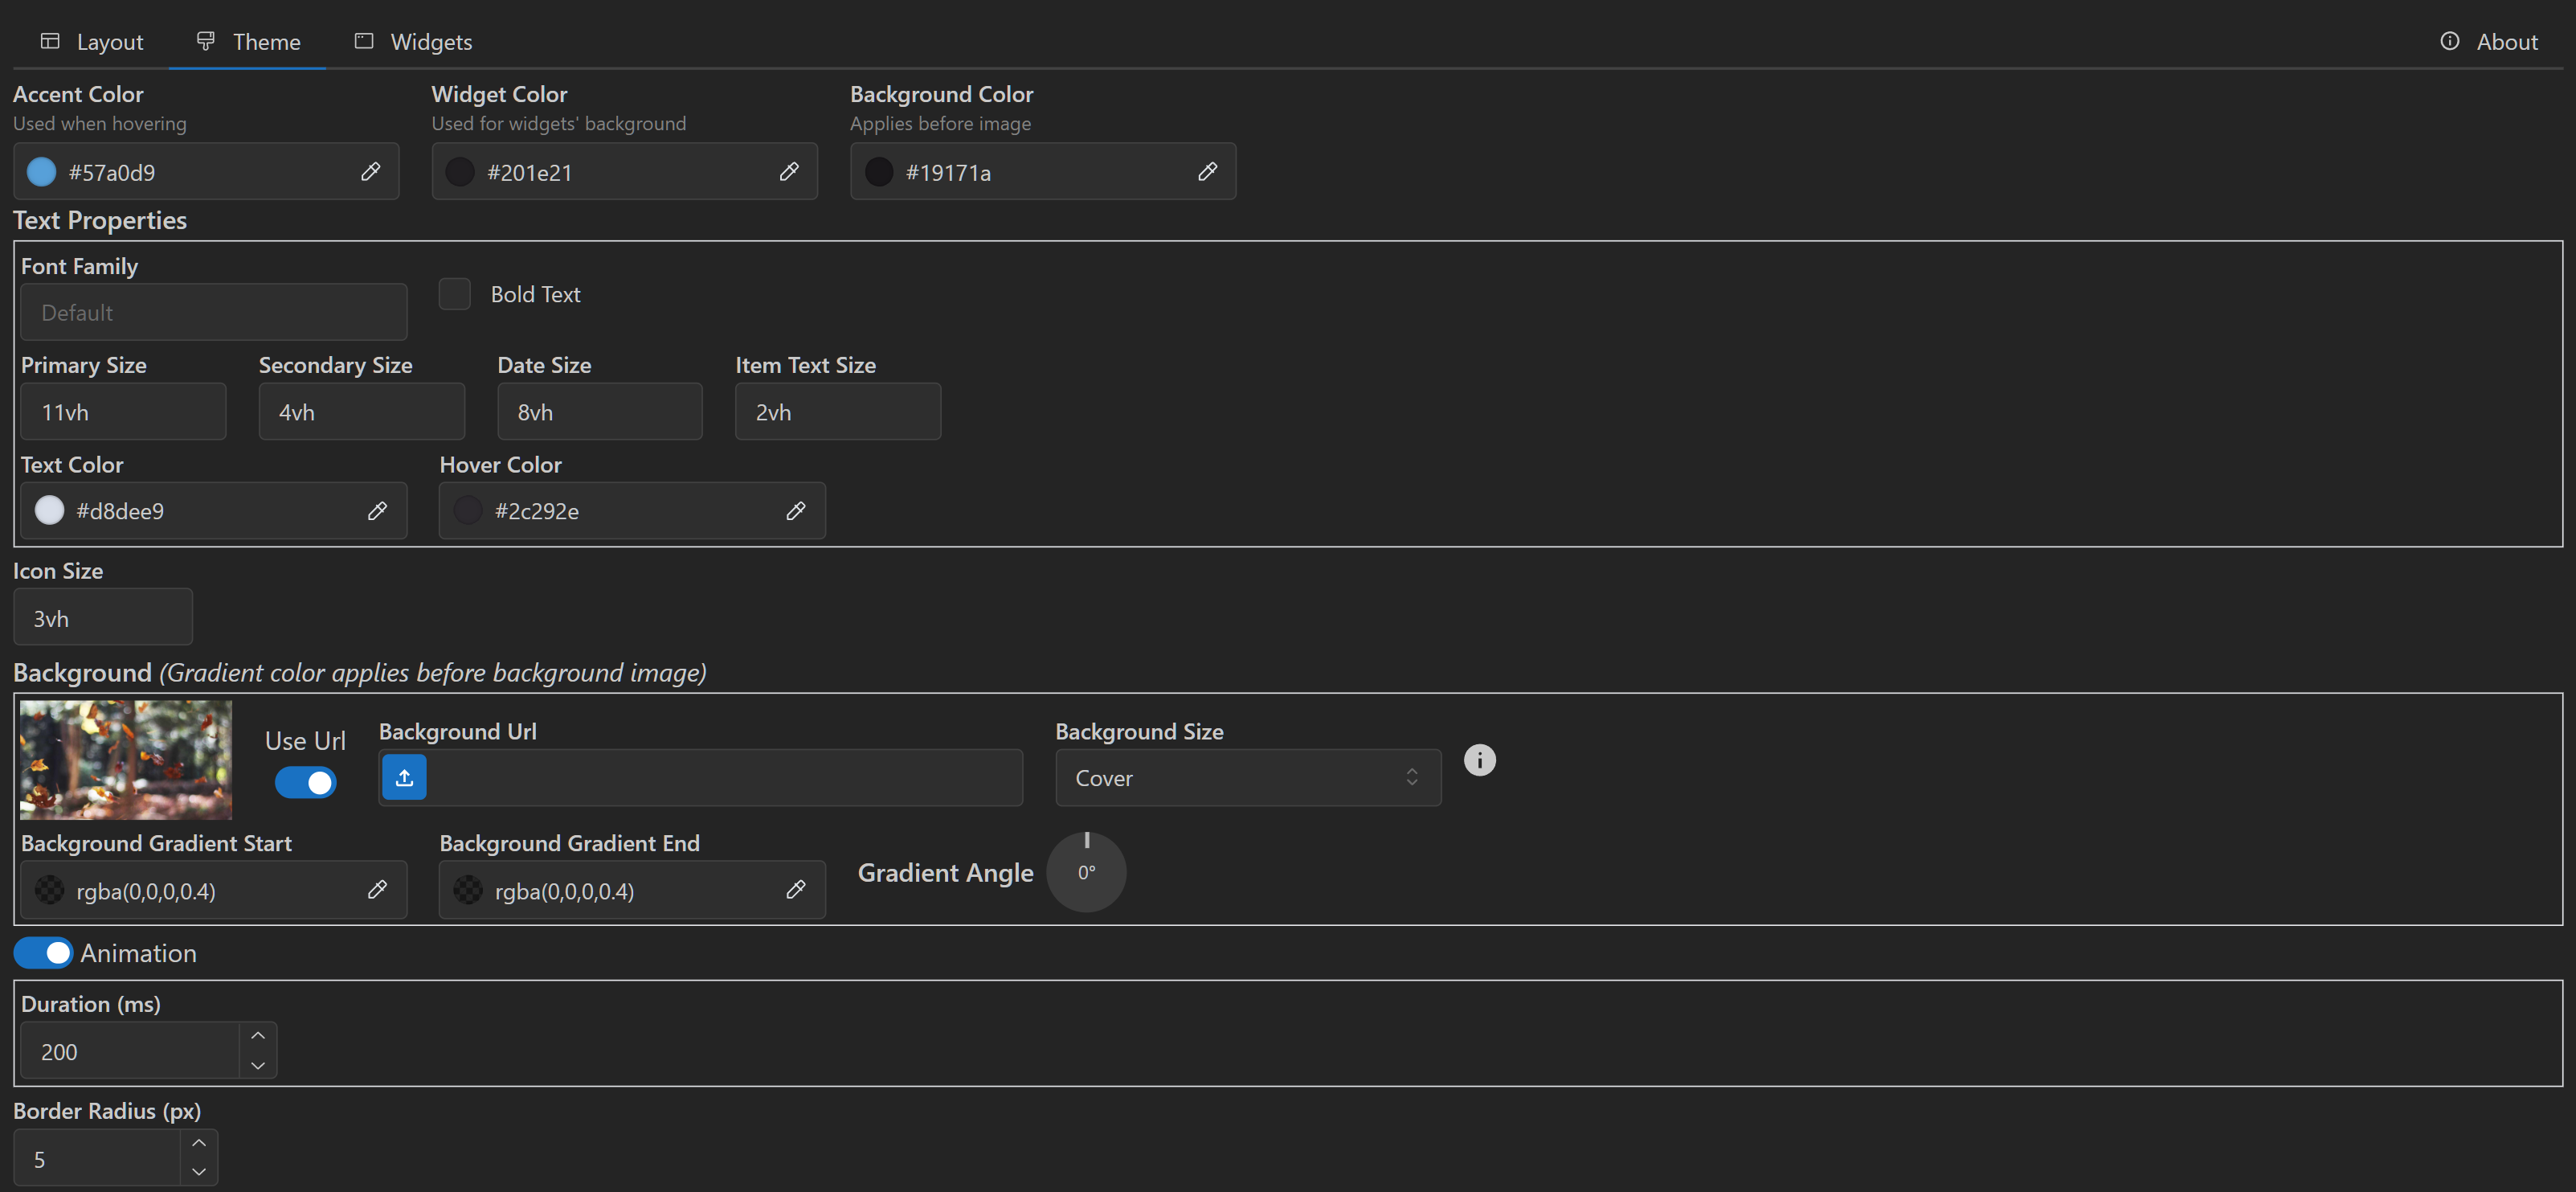 Layout Theme Widgets About
Accent Color Widget Color Background Color
Used when hovering Used for widgets' background Applies before image
#57a0d9 #201e21 #19171a
Text Properties
Font Family
Default Bold Text
Primary Size Secondary Size Date Size Item Text Size
11vh 4vh 8vh 2vh
Text Color Hover Color
#d8dee9 #2c292e
Icon Size
3vh
Background (Gradient color applies before background image)
Use Url Background Url Background Size
Cover
Background Gradient Start Background Gradient End
Gradient Angle 0°
rgba(0,0,0,0.4) rgba(0,0,0,0.4)
Animation
Duration (ms)
200
Border Radius (px)
5